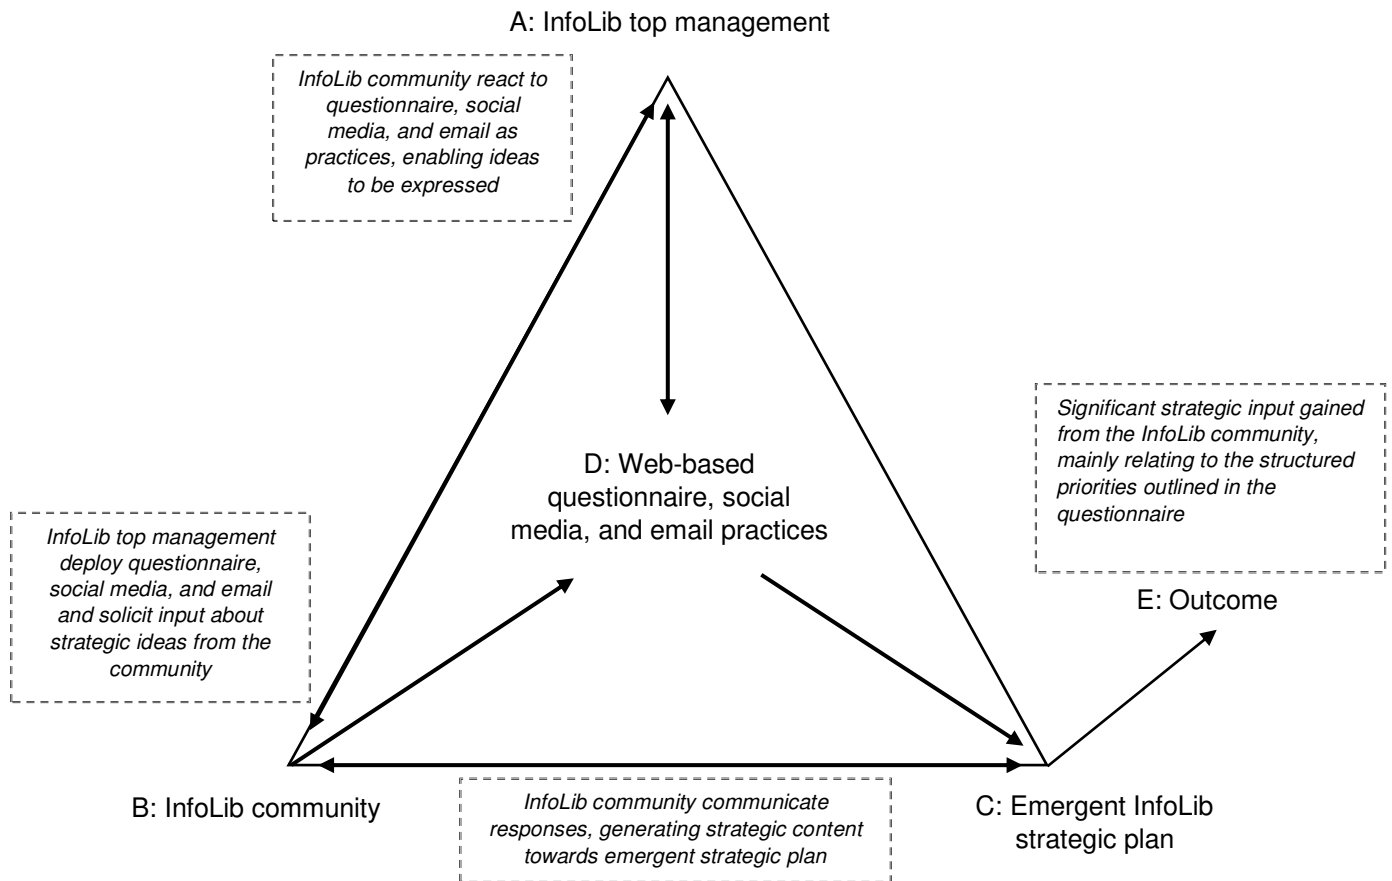 A: InfoLib top management
InfoLib community react to
questionnaire, social
media, and email as
practices, enabling ideas
to be expressed
Significant strategic input gained
from the InfoLib community,
mainly relating to the structured
priorities outlined in the
questionnaire
D: Web-based
questionnaire, social
media, and email practices
InfoLib top management
deploy questionnaire,
social media, and email
and solicit input about
strategic ideas from the
community
E: Outcome
B: InfoLib community
InfoLib community communicate
responses, generating strategic content
towards emergent strategic plan
C: Emergent InfoLib
strategic plan